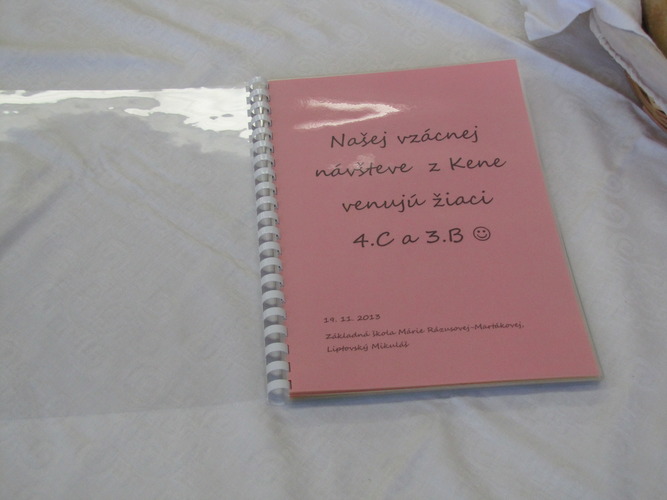 Našej vzácnej
návšteve z Kene
venujú žiaci
4.C a 3.B ☺
19. 11. 2013
Základná škola Márie Rázusovej-Martákovej,
Liptovský Mikuláš